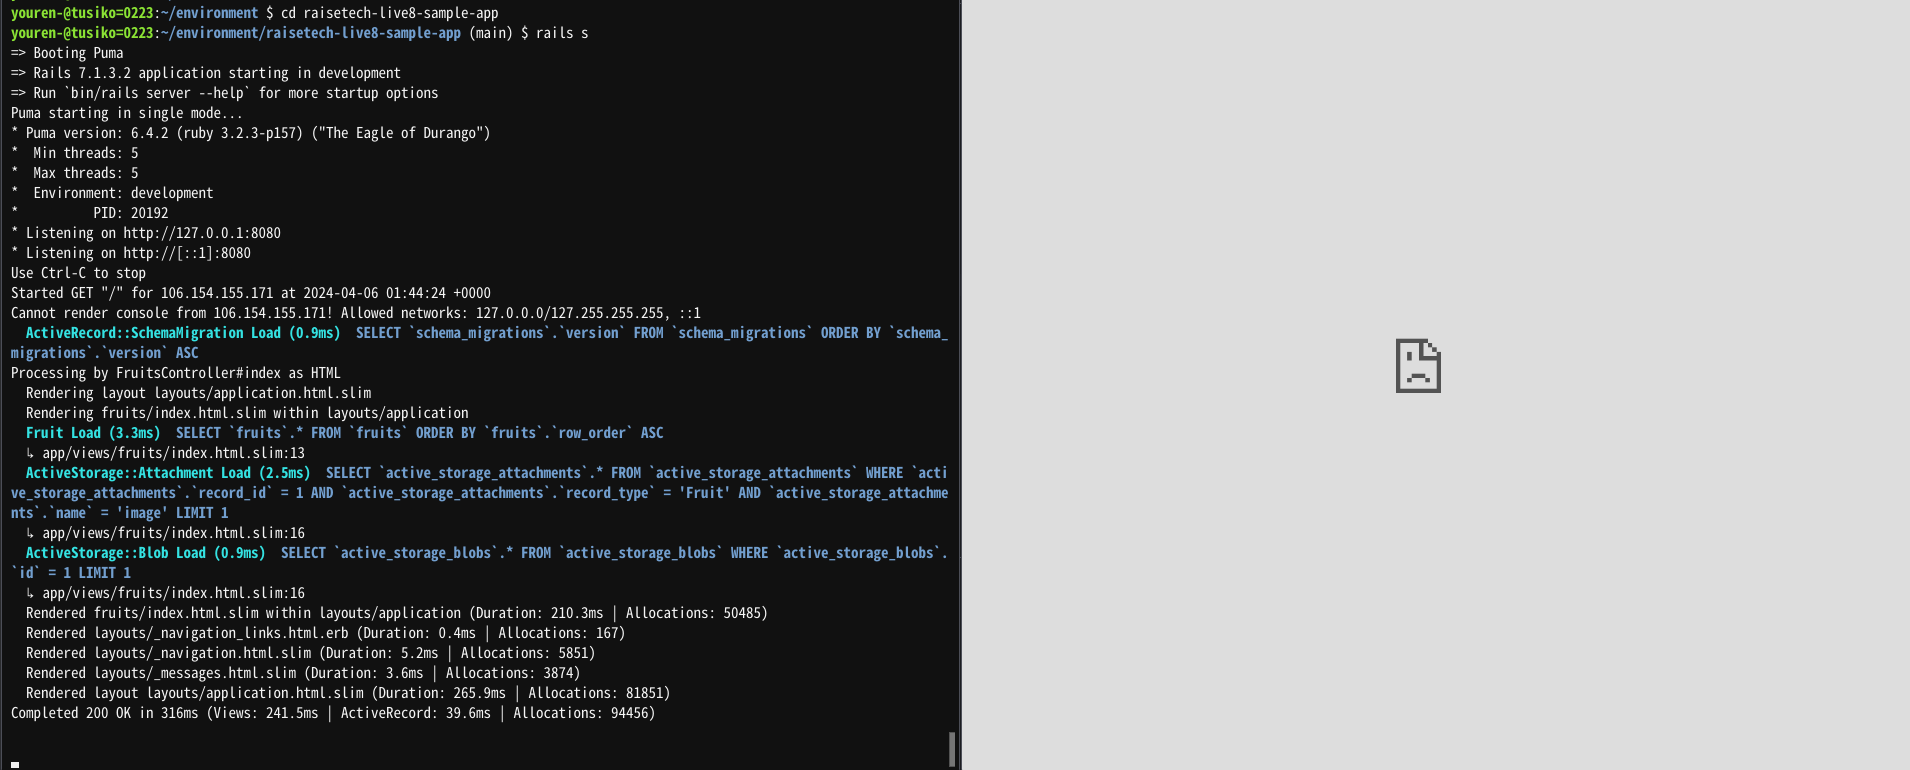 youren-@tusiko=0223:~/environment $ cd raisetech-live8-sample-app
youren-@tusiko=0223:~/environment/raisetech-live8-sample-app (main) $ rails s
=> Booting Puma
=> Rails 7.1.3.2 application starting in development
=> Run `bin/rails server --help` for more startup options
Puma starting in single mode...
* Puma version: 6.4.2 (ruby 3.2.3-p157) ("The Eagle of Durango")
*  Min threads: 5
*  Max threads: 5
*  Environment: development
*          PID: 20192
* Listening on http://127.0.0.1:8080
* Listening on http://[::1]:8080
Use Ctrl-C to stop
Started GET "/" for 106.154.155.171 at 2024-04-06 01:44:24 +0000
Cannot render console from 106.154.155.171! Allowed networks: 127.0.0.0/127.255.255.255, ::1
  ActiveRecord::SchemaMigration Load (0.9ms)  SELECT `schema_migrations`.`version` FROM `schema_migrations` ORDER BY `schema_
migrations`.`version` ASC
Processing by FruitsController#index as HTML
  Rendering layout layouts/application.html.slim
  Rendering fruits/index.html.slim within layouts/application
  Fruit Load (3.3ms)  SELECT `fruits`.* FROM `fruits` ORDER BY `fruits`.`row_order` ASC
  ↳ app/views/fruits/index.html.slim:13
  ActiveStorage::Attachment Load (2.5ms)  SELECT `active_storage_attachments`.* FROM `active_storage_attachments` WHERE `acti
ve_storage_attachments`.`record_id` = 1 AND `active_storage_attachments`.`record_type` = 'Fruit' AND `active_storage_attachme
nts`.`name` = 'image' LIMIT 1
  ↳ app/views/fruits/index.html.slim:16
  ActiveStorage::Blob Load (0.9ms)  SELECT `active_storage_blobs`.* FROM `active_storage_blobs` WHERE `active_storage_blobs`.
`id` = 1 LIMIT 1
  ↳ app/views/fruits/index.html.slim:16
  Rendered fruits/index.html.slim within layouts/application (Duration: 210.3ms | Allocations: 50485)
  Rendered layouts/_navigation_links.html.erb (Duration: 0.4ms | Allocations: 167)
  Rendered layouts/_navigation.html.slim (Duration: 5.2ms | Allocations: 5851)
  Rendered layouts/_messages.html.slim (Duration: 3.6ms | Allocations: 3874)
  Rendered layout layouts/application.html.slim (Duration: 265.9ms | Allocations: 81851)
Completed 200 OK in 316ms (Views: 241.5ms | ActiveRecord: 39.6ms | Allocations: 94456)